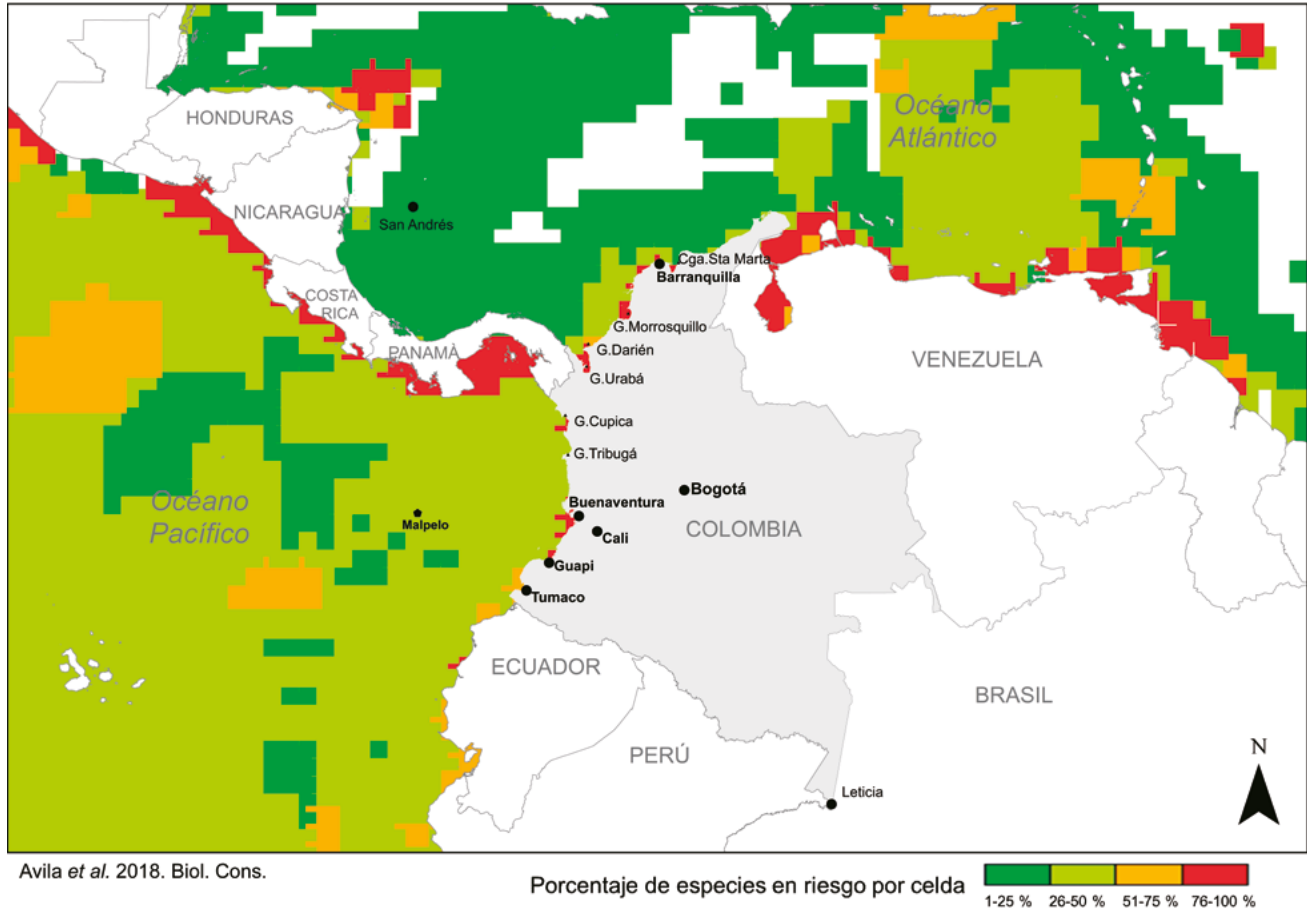 HONDURAS
Océano
Atlántico
NICARAGUA
San Andrés
Cga.Sta Marta
Barranquilla
COSTA
RICA
G.Morrosquillo
PANAMÀ
G.Darién
VENEZUELA
G.Urabá
G.Cupica
G.Tribugá
Océano
Pacífico
Malpelo
Buenaventura
Bogotá
Cali
COLOMBIA
Guapi
Tumaco
ECUADOR
BRASIL
PERÚ
N
Leticia
Avila et al. 2018. Biol. Cons.
Porcentaje de especies en riesgo por celda
1-25 % 26-50 % 51-75 % 76-100 %